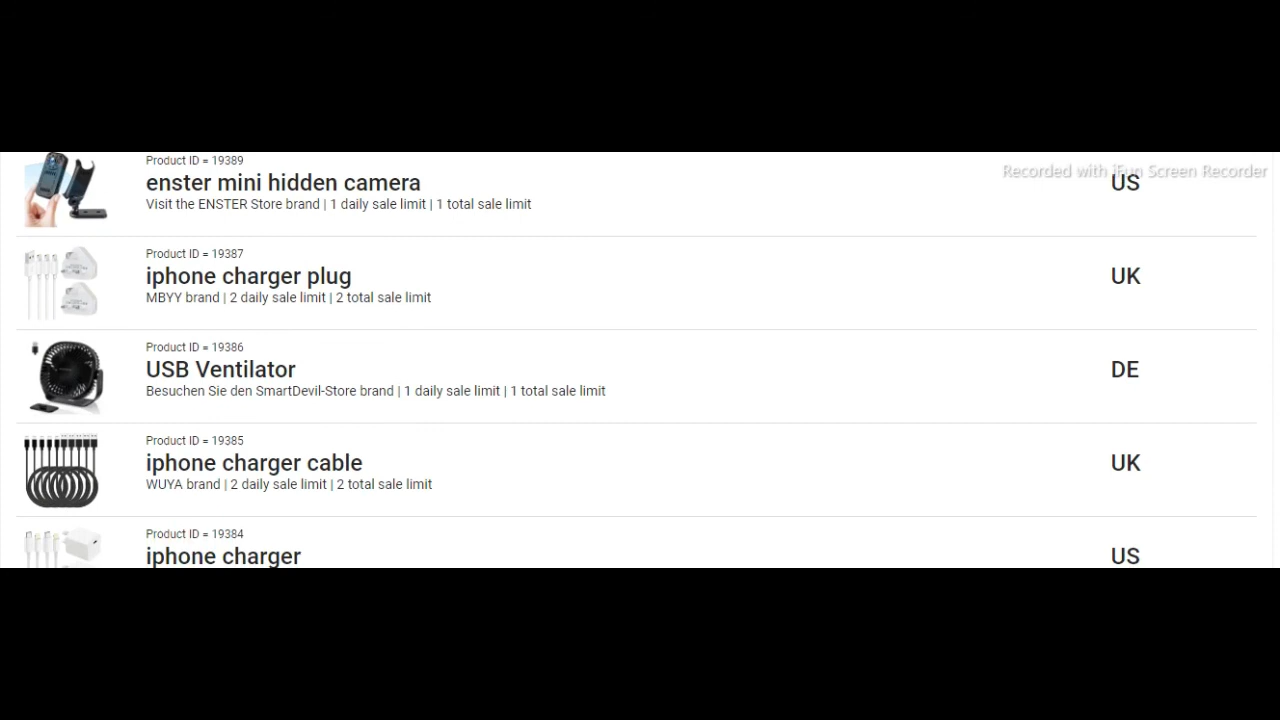 Product ID = 19389
Recorded with iFun Screen Recorder
enster mini hidden camera
US
Visit the ENSTER Store brand | 1 daily sale limit | 1 total sale limit
Product ID = 19387
iphone charger plug
UK
MBYY brand | 2 daily sale limit | 2 total sale limit
Product ID = 19386
USB Ventilator
DE
Besuchen Sie den SmartDevil-Store brand | 1 daily sale limit | 1 total sale limit
Product ID = 19385
iphone charger cable
UK
WUYA brand | 2 daily sale limit | 2 total sale limit
Product ID = 19384
iphone charger
US